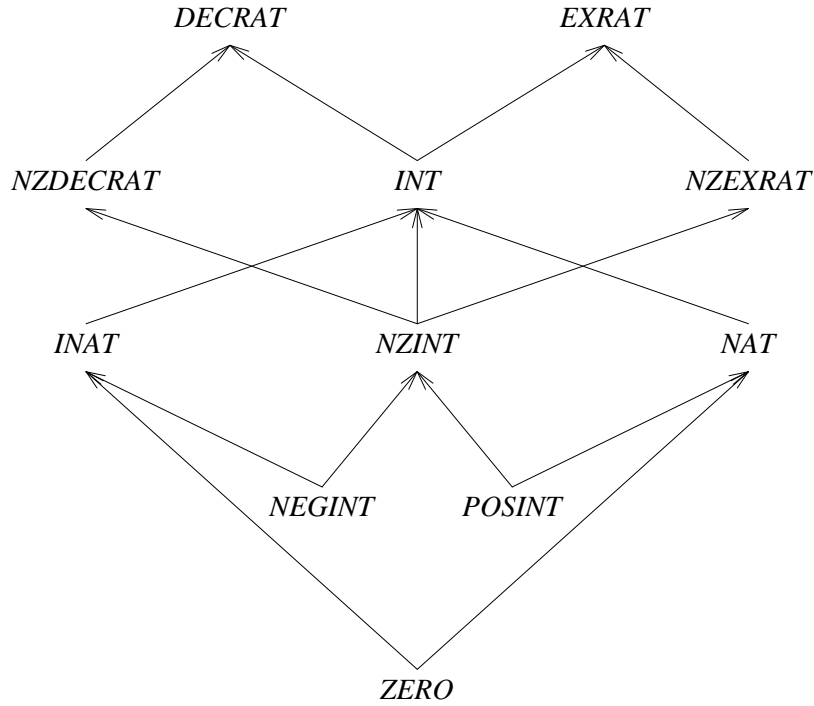 DECRAT EXRAT
NZDECRAT INT NZEXRAT
INAT NZINT NAT
NEGINT POSINT
ZERO